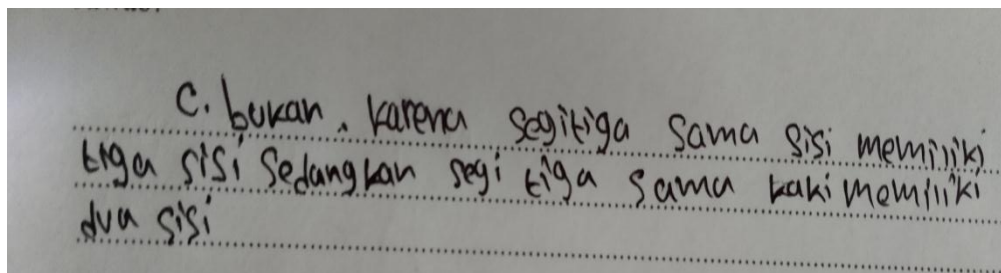 c. bukan, karena segitiga sama sisi memiliki
tiga sisi sedangkan segi tiga sama kaki memiliki
dua sisi